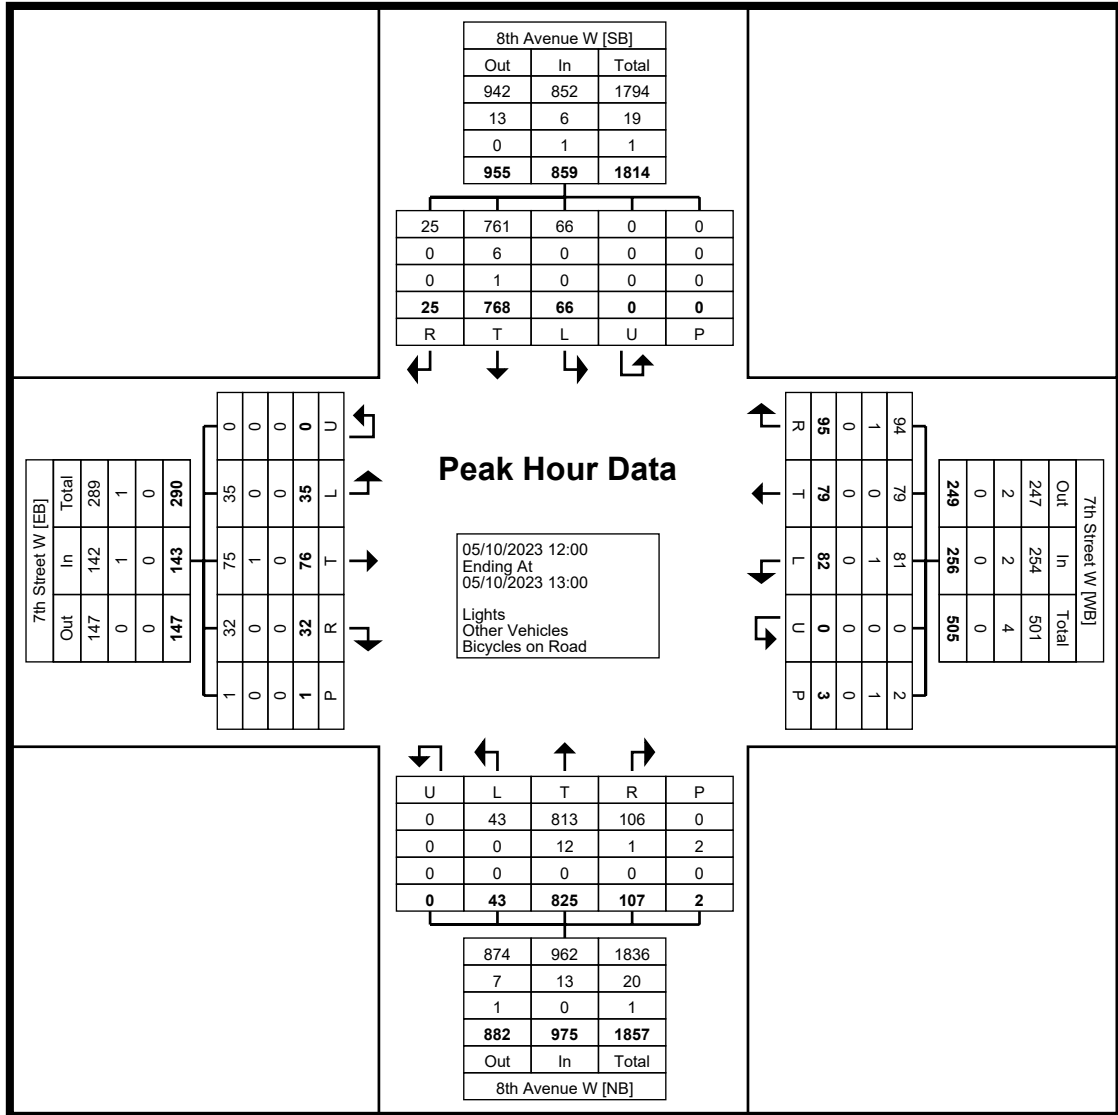 8th Avenue W [SB]
Out In Total
942 852 1794
13 6 19
0 1 1
955 859 1814
25 761 66 0 0
0 6 0 0 0
0 1 0 0 0
25 768 66 0 0
R T L U P
7th Street W [EB]
Total 289 1 0 290
In 142 1 0 143
Out 147 0 0 147
0 0 0 0 U
35 0 0 35 L
75 1 0 76 T
32 0 0 32 R
1 0 0 1 P
Peak Hour Data
05/10/2023 12:00
Ending At
05/10/2023 13:00
Lights
Other Vehicles
Bicycles on Road
R 95 0 1 94
T 79 0 0 79
L 82 0 1 81
U 0 0 0 0
P 3 0 1 2
249 0 2 247 Out
256 0 2 254 In
505 0 4 501 Total
7th Street W [WB]
U L T R P
0 43 813 106 0
0 0 12 1 2
0 0 0 0 0
0 43 825 107 2
874 962 1836
7 13 20
1 0 1
882 975 1857
Out In Total
8th Avenue W [NB]